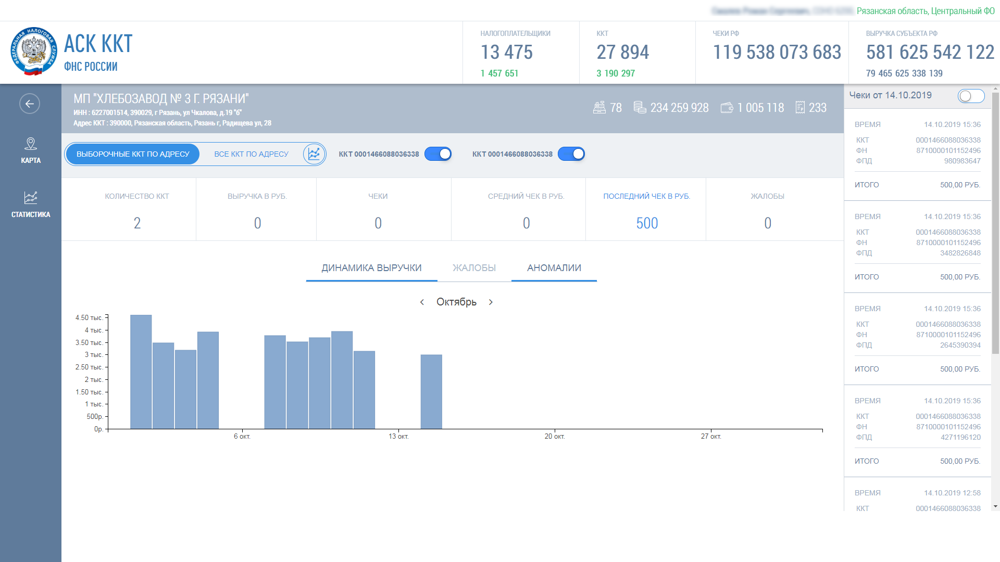 Рязанская область, Центральный ФО
ФЕДЕРАЛЬНАЯ НАЛОГОВАЯ СЛУЖБА
АСК ККТ
ФНС РОССИИ
НАЛОГОПЛАТЕЛЬЩИКИ
13 475
1 457 651
ККТ
27 894
3 190 297
ЧЕКИ РФ
119 538 073 683
ВЫРУЧКА СУБЪЕКТА РФ
581 625 542 122
79 465 625 338 139
КАРТА
СТАТИСТИКА
МП "ХЛЕБОЗАВОД № 3 Г. РЯЗАНИ"
ИНН : 6227001514, 390029, г Рязань, ул Чкалова, д.19 "б"
Адрес ККТ : 390000, Рязанская область, Рязань г, Радищева ул, 28
78 234 259 928 1 005 118 233
ВЫБОРОЧНЫЕ ККТ ПО АДРЕСУ
ВСЕ ККТ ПО АДРЕСУ
ККТ 0001466088036338
ККТ 0001466088036338
КОЛИЧЕСТВО ККТ
2
ВЫРУЧКА В РУБ.
0
ЧЕКИ
0
СРЕДНИЙ ЧЕК В РУБ.
0
ПОСЛЕДНИЙ ЧЕК В РУБ.
500
ЖАЛОБЫ
0
ДИНАМИКА ВЫРУЧКИ
ЖАЛОБЫ
АНОМАЛИИ
Октябрь
4.50 тыс.
4 тыс.
3.50 тыс.
3 тыс.
2.50 тыс.
2 тыс.
1.50 тыс.
1 тыс.
500р.
0р.
6 окт.
13 окт.
20 окт.
27 окт.
Чеки от 14.10.2019
ВРЕМЯ 14.10.2019 15:36
ККТ 0001466088036338
ФН 8710000101152496
ФПД 980983647
ИТОГО 500,00 РУБ.
ВРЕМЯ 14.10.2019 15:36
ККТ 0001466088036338
ФН 8710000101152496
ФПД 3482826848
ИТОГО 500,00 РУБ.
ВРЕМЯ 14.10.2019 15:36
ККТ 0001466088036338
ФН 8710000101152496
ФПД 2645390394
ИТОГО 500,00 РУБ.
ВРЕМЯ 14.10.2019 15:36
ККТ 0001466088036338
ФН 8710000101152496
ФПД 4271196120
ИТОГО 500,00 РУБ.
ВРЕМЯ 14.10.2019 12:58
ККТ 0001466088036338